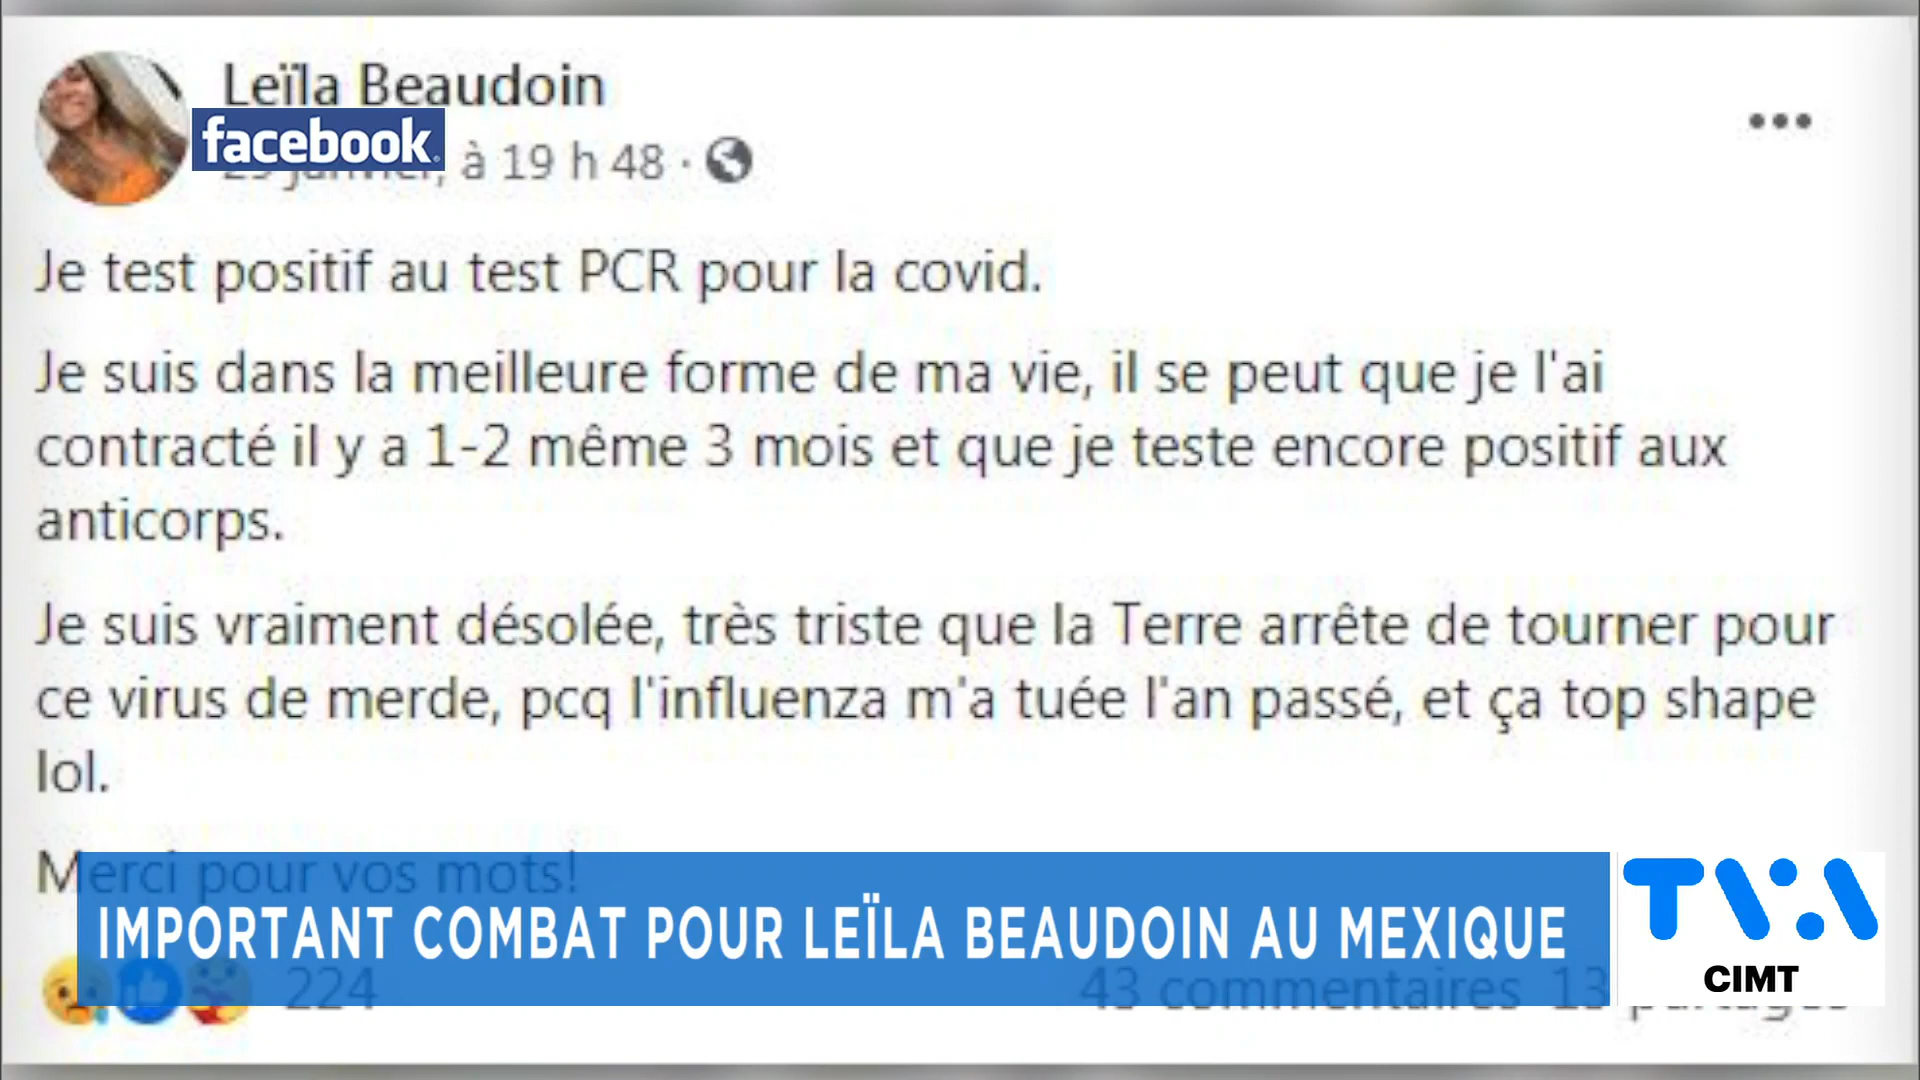 Leïla Beaudoin
facebook
janvier, à 19 h 48 ·
Je test positif au test PCR pour la covid.
Je suis dans la meilleure forme de ma vie, il se peut que je l'ai
contracté il y a 1-2 même 3 mois et que je teste encore positif aux
anticorps.
Je suis vraiment désolée, très triste que la Terre arrête de tourner pour
ce virus de merde, pcq l'influenza m'a tuée l'an passé, et ça top shape
lol.
Merci pour vos mots!
IMPORTANT COMBAT POUR LEÏLA BEAUDOIN AU MEXIQUE
TVA
CIMT
224
43 commentaires 13 partages